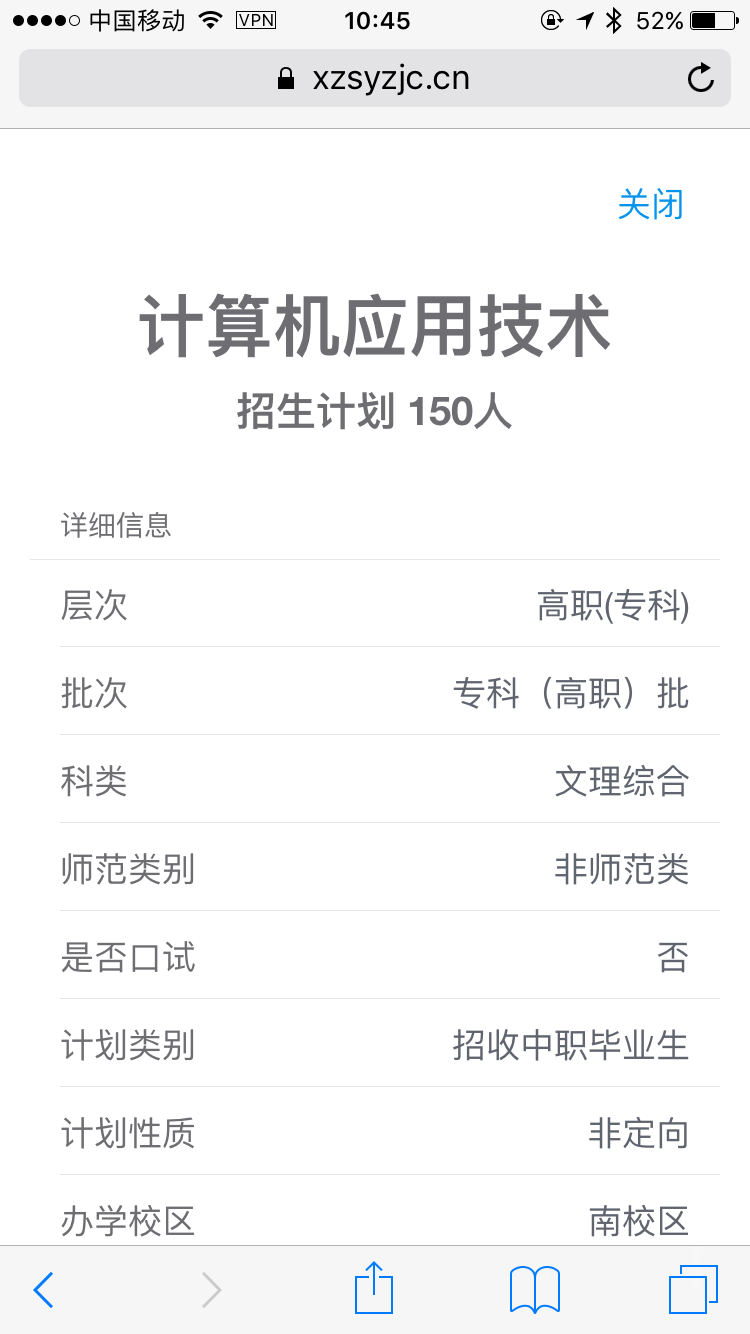 中国移动 VPN 10:45 52%
xzsyzjc.cn
关闭
计算机应用技术
招生计划 150人
详细信息
层次 高职(专科)
批次 专科（高职）批
科类 文理综合
师范类别 非师范类
是否口试 否
计划类别 招收中职毕业生
计划性质 非定向
办学校区 南校区